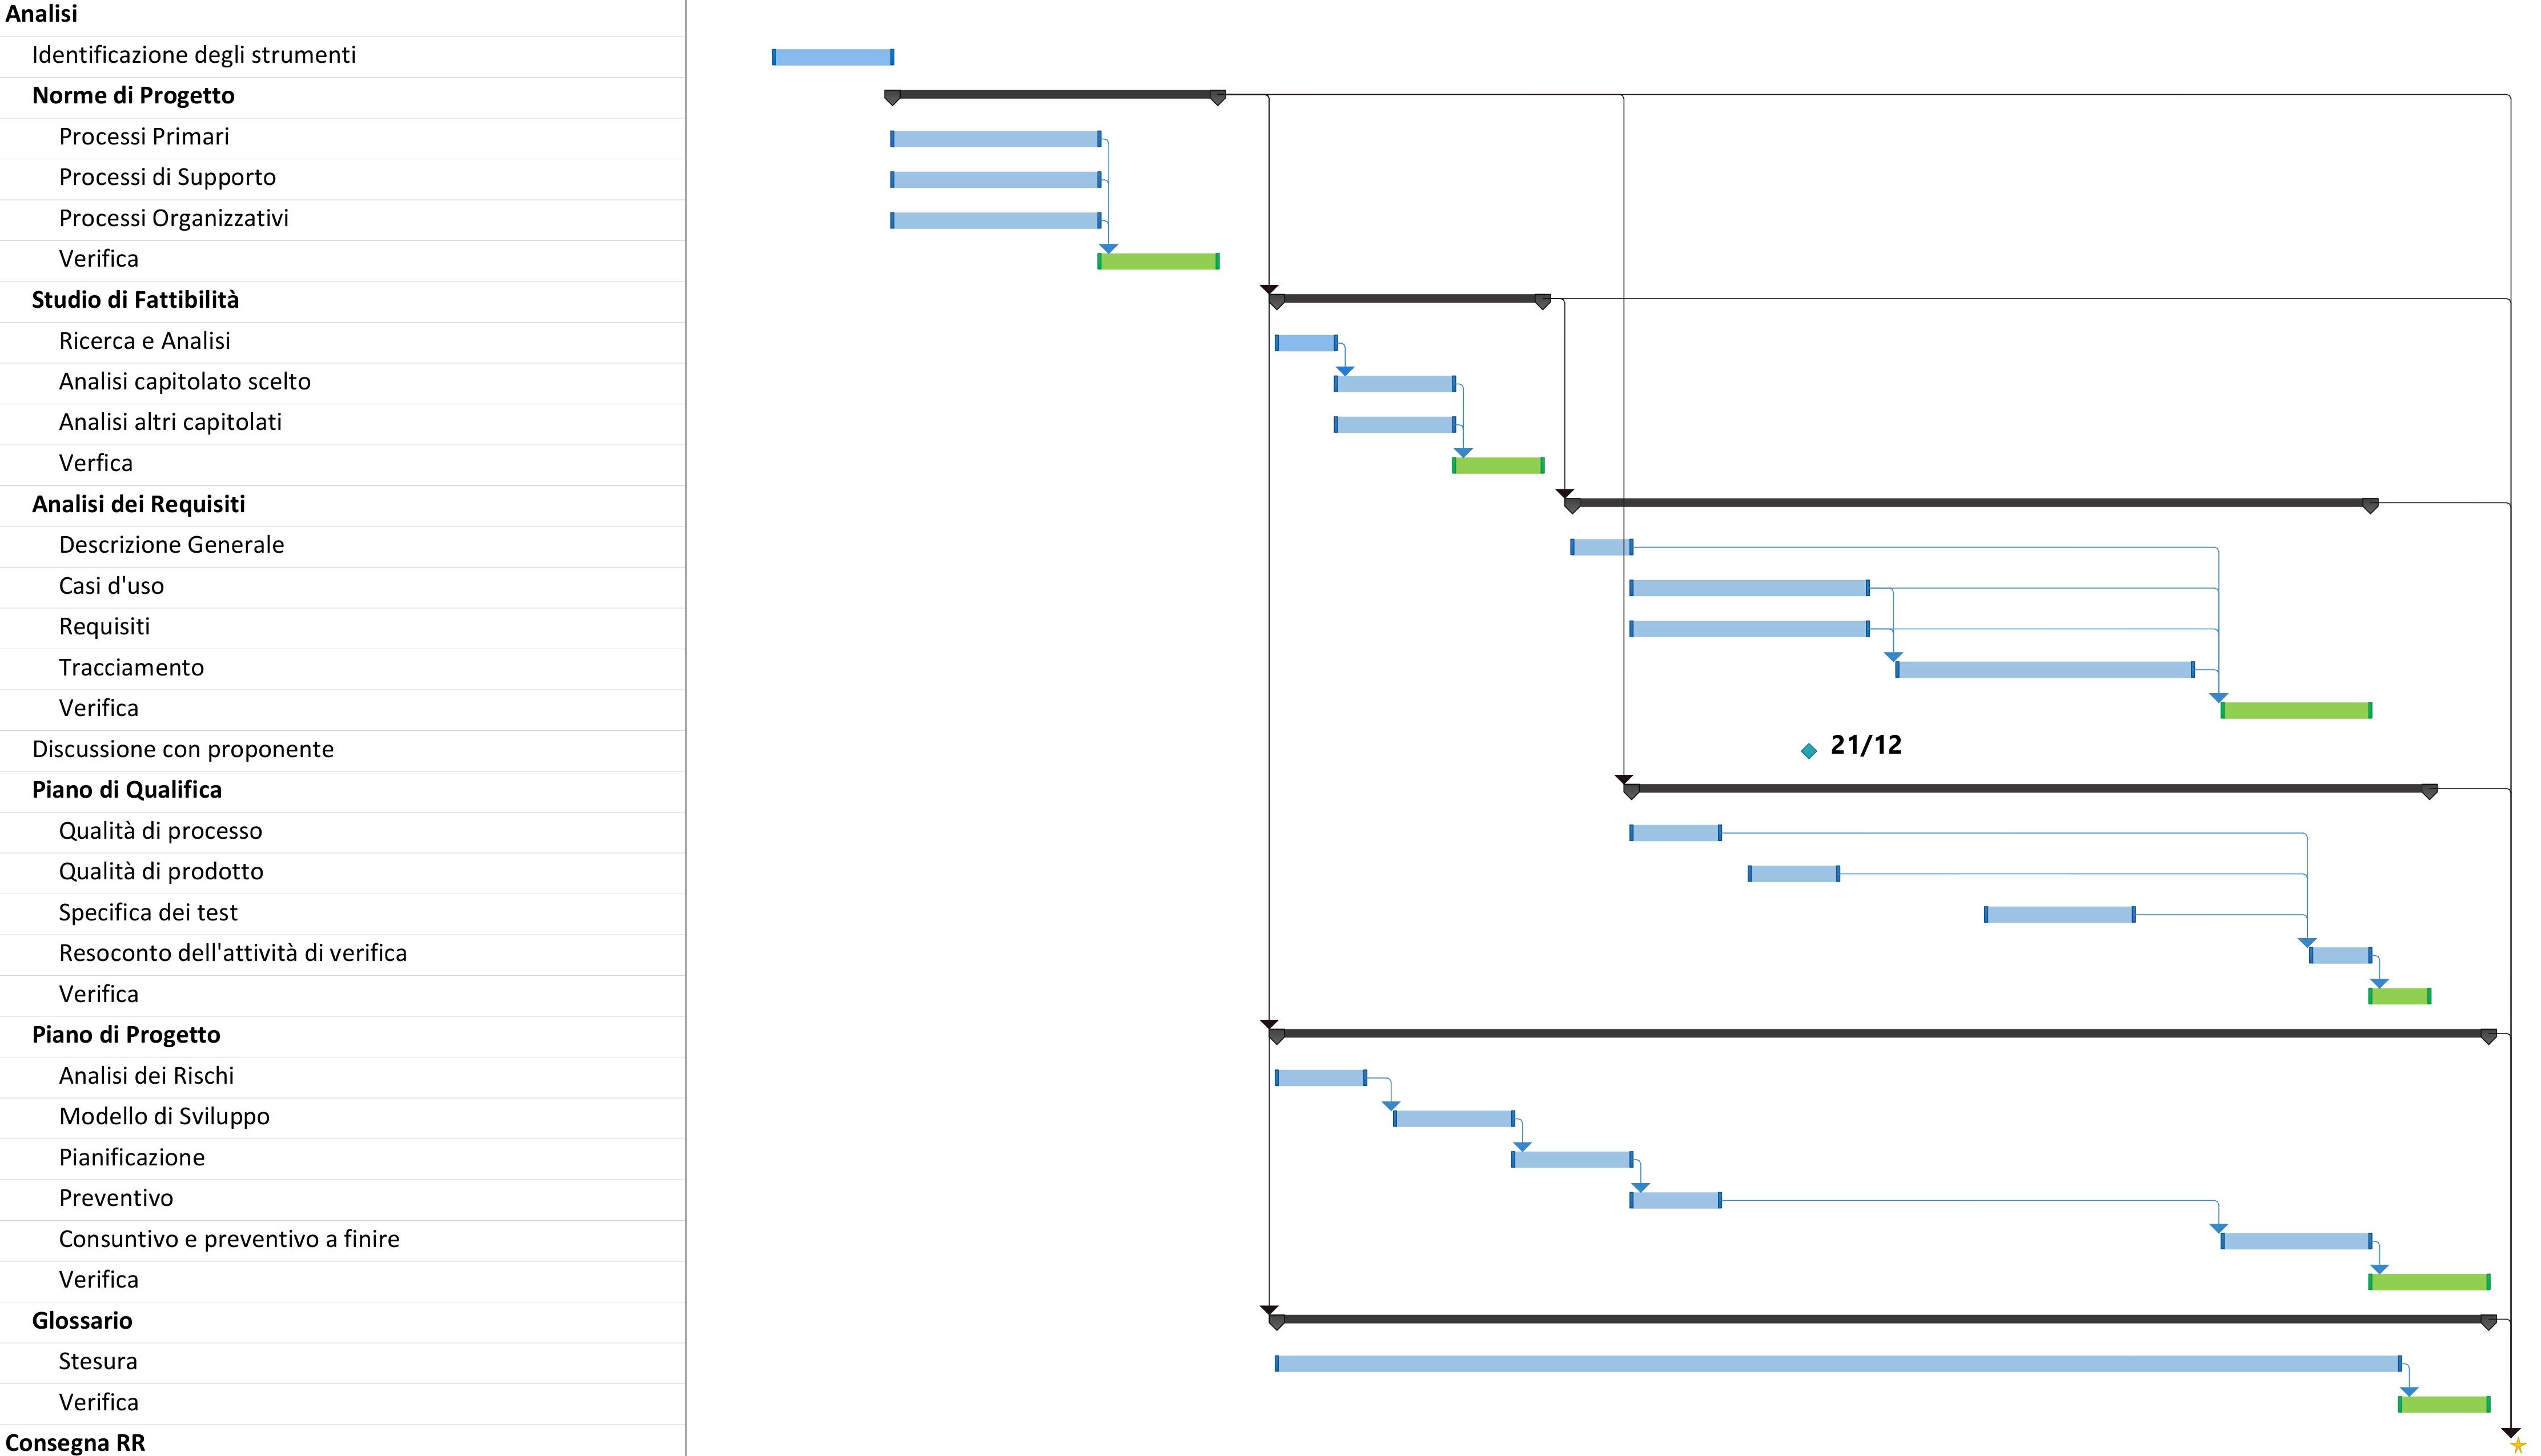 Analisi
Identificazione degli strumenti
Norme di Progetto
Processi Primari
Processi di Supporto
Processi Organizzativi
Verifica
Studio di Fattibilità
Ricerca e Analisi
Analisi capitolato scelto
Analisi altri capitolati
Verfica
Analisi dei Requisiti
Descrizione Generale
Casi d'uso
Requisiti
Tracciamento
Verifica
Discussione con proponente
21/12
Piano di Qualifica
Qualità di processo
Qualità di prodotto
Specifica dei test
Resoconto dell'attività di verifica
Verifica
Piano di Progetto
Analisi dei Rischi
Modello di Sviluppo
Pianificazione
Preventivo
Consuntivo e preventivo a finire
Verifica
Glossario
Stesura
Verifica
Consegna RR